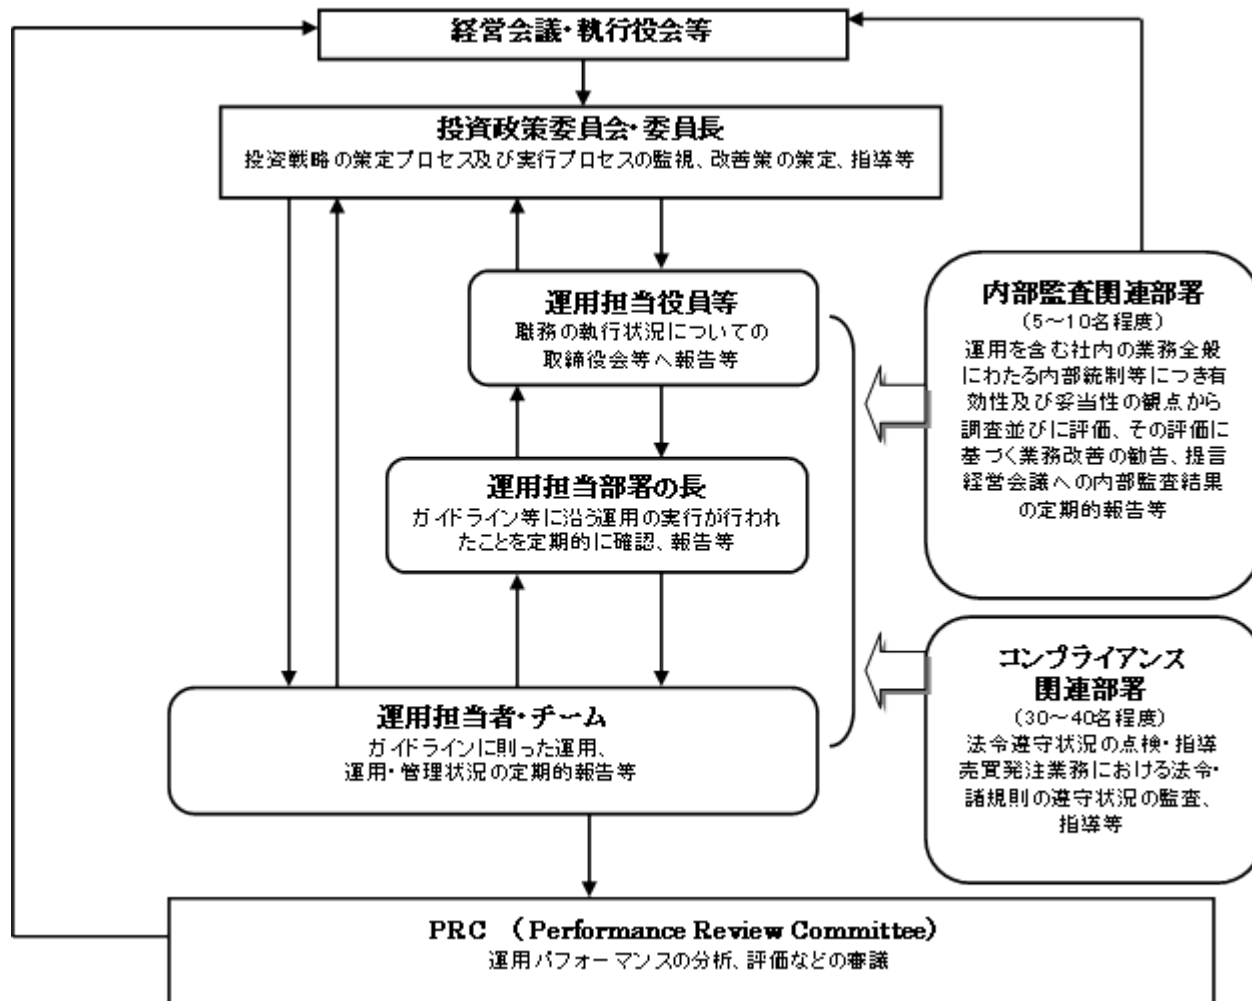 経営会議・執行役会等
投資政策委員会・委員長
投資戦略の策定プロセス及び実行プロセスの監視、改善策の策定、指導等
運用担当役員等
職務の執行状況についての
取締役会等へ報告等
運用担当部署の長
ガイドライン等に沿う運用の実行が行われ
たことを定期的に確認、報告等
運用担当者・チーム
ガイドラインに則った運用、
運用・管理状況の定期的報告等
内部監査関連部署
(5～10名程度)
運用を含む社内の業務全般
にわたる内部統制等につき有
効性及び妥当性の観点から
調査並びに評価、その評価に
基づく業務改善の勧告、提言
経営会議への内部監査結果
の定期的報告等
コンプライアンス
関連部署
(30～40名程度)
法令遵守状況の点検・指導
売買発注業務における法令・
諸規則の遵守状況の監査、
指導等
PRC (Performance Review Committee)
運用パフォーマンスの分析、評価などの審議